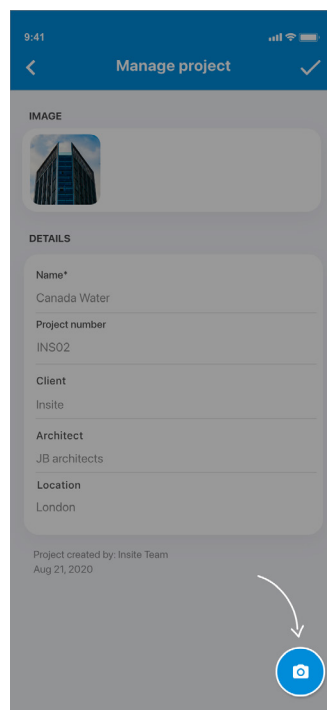 9:41
Manage project
IMAGE
DETAILS
Name*
Canada Water
Project number
INS02
Client
Insite
Architect
JB architects
Location
London
Project created by: Insite Team
Aug 21, 2020